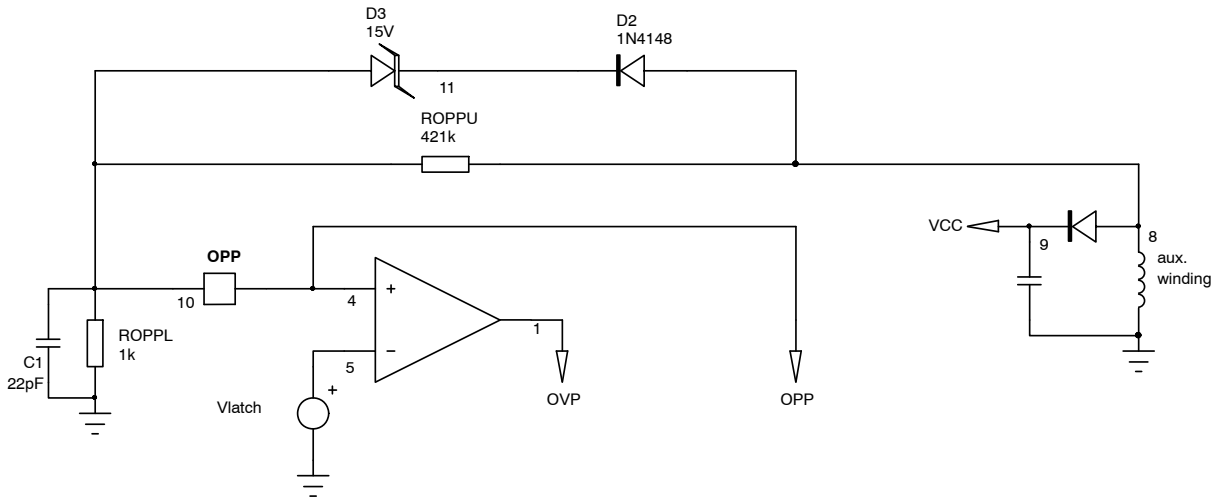 D3
15V
D2
1N4148
11
ROPPU
421k
VCC
9
8
aux.
winding
OPP
10
4
+
ROPPL
1k
C1
22pF
1
5
−
+
Vlatch
OVP
OPP